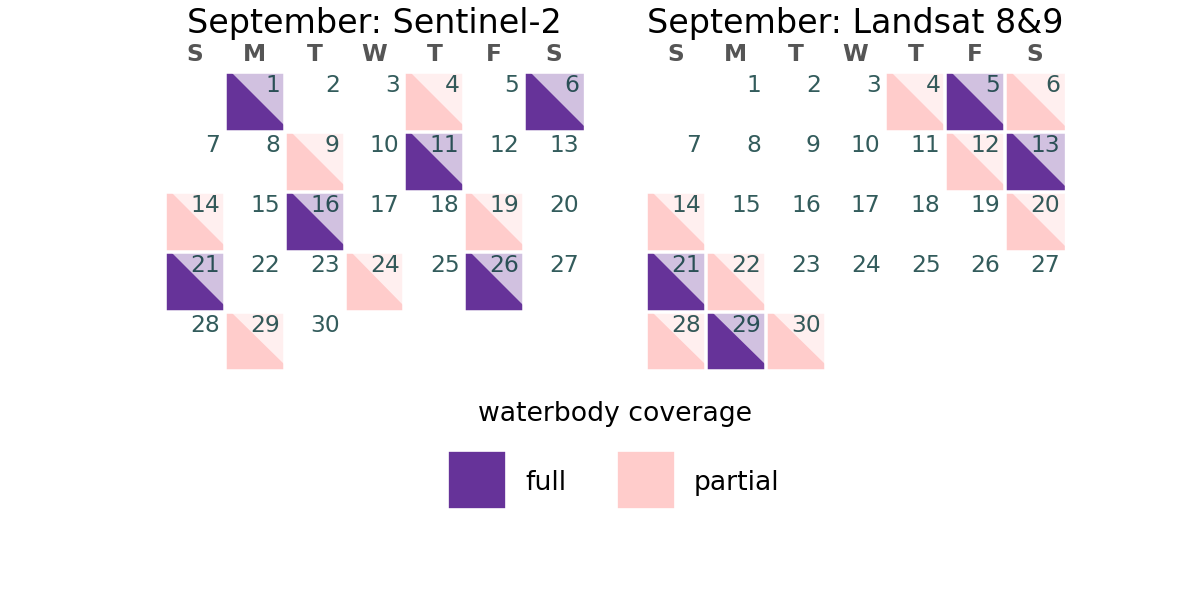 September: Sentinel-2
S M T W T F S
1 2 3 4 5 6
7 8 9 10 11 12 13
14 15 16 17 18 19 20
21 22 23 24 25 26 27
28 29 30
September: Landsat 8&9
S M T W T F S
1 2 3 4 5 6
7 8 9 10 11 12 13
14 15 16 17 18 19 20
21 22 23 24 25 26 27
28 29 30
waterbody coverage
full partial